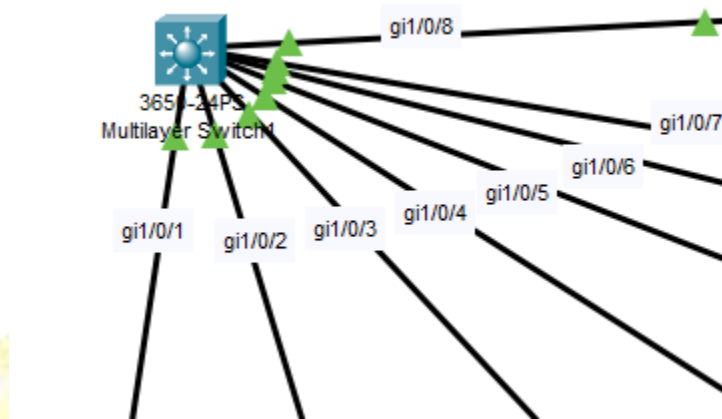 gi1/0/8
3650-24PS
Multilayer Switch1
gi1/0/7
gi1/0/6
gi1/0/5
gi1/0/4
gi1/0/3
gi1/0/2
gi1/0/1